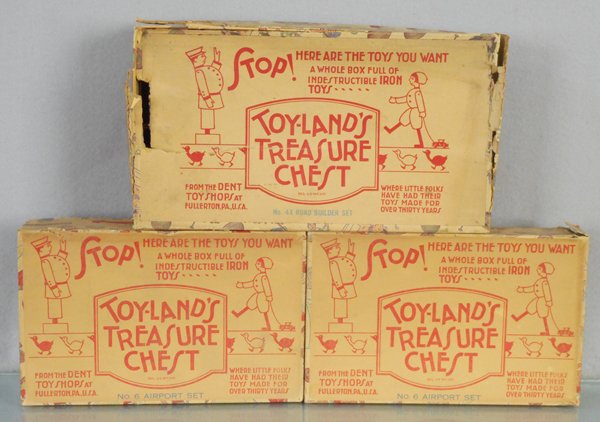 Stop!
HERE ARE THE TOYS YOU WANT
A WHOLE BOX FULL OF
INDESTRUCTIBLE IRON
TOYS.....
TOY-LAND'S
TREASURE
CHEST
FROM THE DENT
TOY SHOPS AT
FULLERTON, PA., U.S.A.
WHERE LITTLE FOLKS
HAVE HAD THEIR
TOYS MADE FOR
OVER THIRTY YEARS
No. 4X ROAD BUILDER SET
Stop!
HERE ARE THE TOYS YOU WANT
A WHOLE BOX FULL OF
INDESTRUCTIBLE IRON
TOYS.....
TOY-LAND'S
TREASURE
CHEST
FROM THE DENT
TOY SHOPS AT
FULLERTON, PA., U.S.A.
WHERE LITTLE FOLKS
HAVE HAD THEIR
TOYS MADE FOR
OVER THIRTY YEARS
No. 6 AIRPORT SET
Stop!
HERE ARE THE TOYS YOU WANT
A WHOLE BOX FULL OF
INDESTRUCTIBLE IRON
TOYS.....
TOY-LAND'S
TREASURE
CHEST
FROM THE DENT
TOY SHOPS AT
FULLERTON, PA., U.S.A.
WHERE LITTLE FOLKS
HAVE HAD THEIR
TOYS MADE FOR
OVER THIRTY YEARS
No. 6 AIRPORT SET